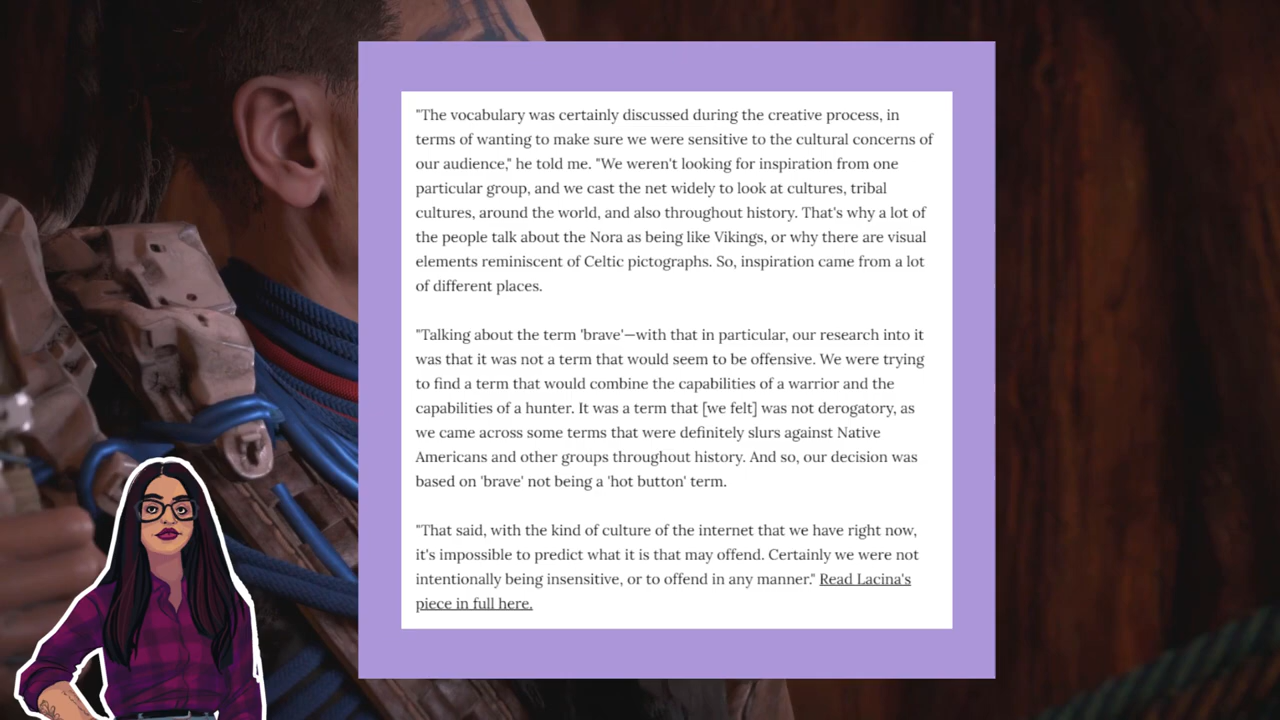 "The vocabulary was certainly discussed during the creative process, in
terms of wanting to make sure we were sensitive to the cultural concerns of
our audience," he told me. "We weren't looking for inspiration from one
particular group, and we cast the net widely to look at cultures, tribal
cultures, around the world, and also throughout history. That's why a lot of
the people talk about the Nora as being like Vikings, or why there are visual
elements reminiscent of Celtic pictographs. So, inspiration came from a lot
of different places.
"Talking about the term 'brave'—with that in particular, our research into it
was that it was not a term that would seem to be offensive. We were trying
to find a term that would combine the capabilities of a warrior and the
capabilities of a hunter. It was a term that [we felt] was not derogatory, as
we came across some terms that were definitely slurs against Native
Americans and other groups throughout history. And so, our decision was
based on 'brave' not being a 'hot button' term.
"That said, with the kind of culture of the internet that we have right now,
it's impossible to predict what it is that may offend. Certainly we were not
intentionally being insensitive, or to offend in any manner." Read Lacina's
piece in full here.